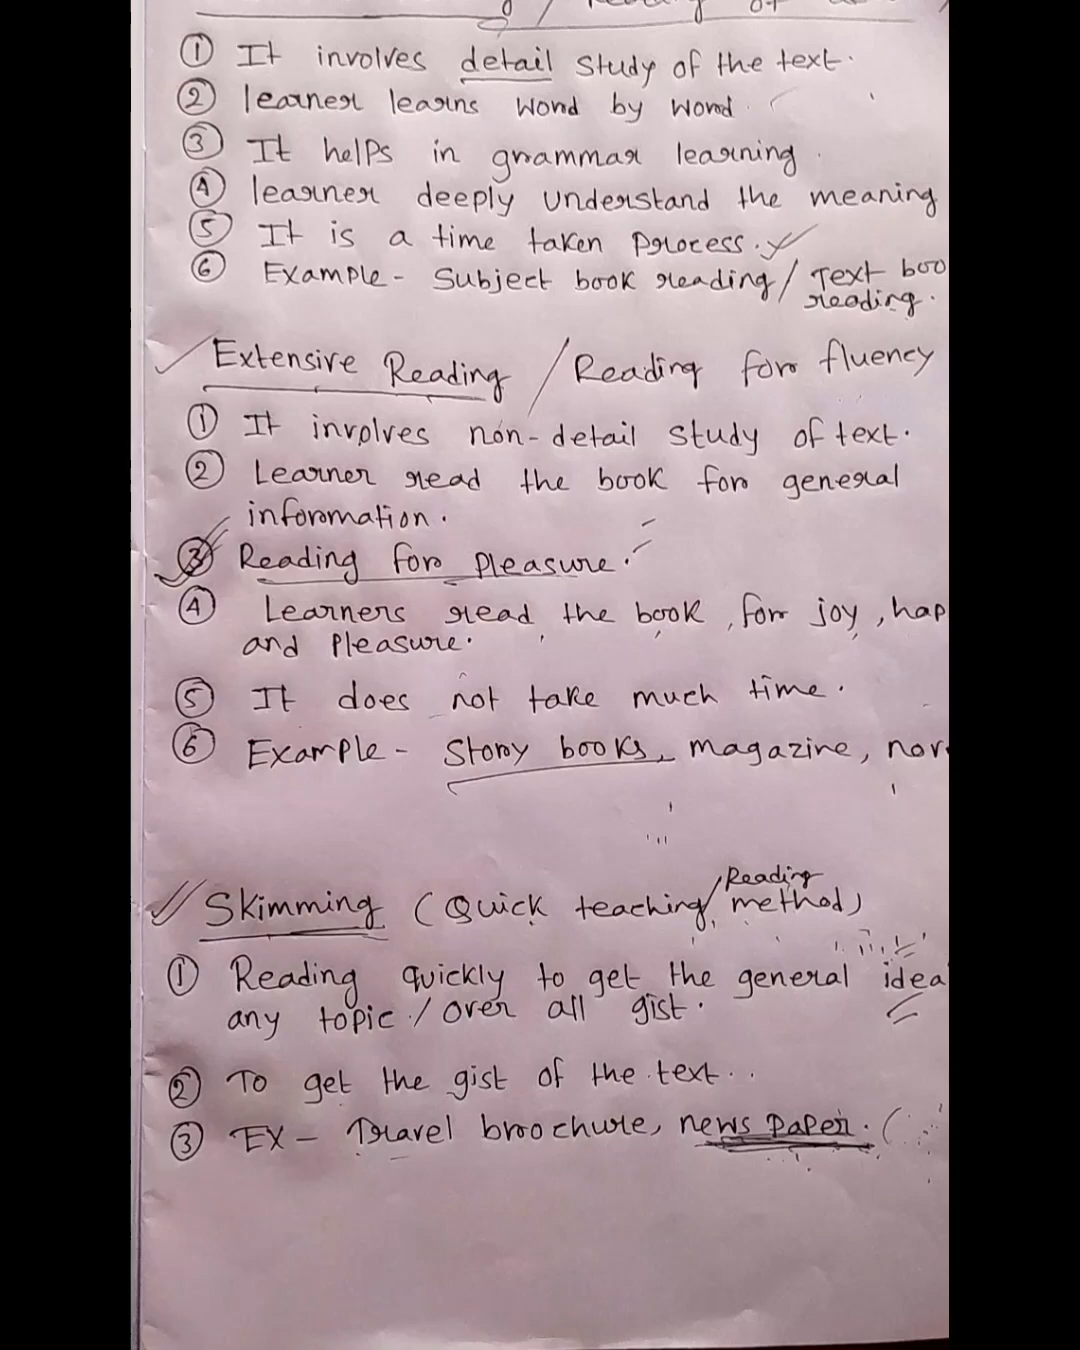 / Reading of
① It involves detail study of the text.
② learner learns word by word.
③ It helps in grammar learning.
④ learner deeply understand the meaning
⑤ It is a time taken process.
⑥ Example - Subject book reading / Text boo
reading.
Extensive Reading / Reading for fluency
① It involves non-detail study of text.
② Learner read the book for general
information.
③ Reading for pleasure.
④ Learners read the book, for joy, hap
and pleasure.
⑤ It does not take much time.
⑥ Example - Story books, magazine, nov
Reading
Skimming (Quick teaching / method)
① Reading quickly to get the general idea
any topic. / over all gist.
② To get the gist of the text..
③ EX - Travel broochure, news paper. (